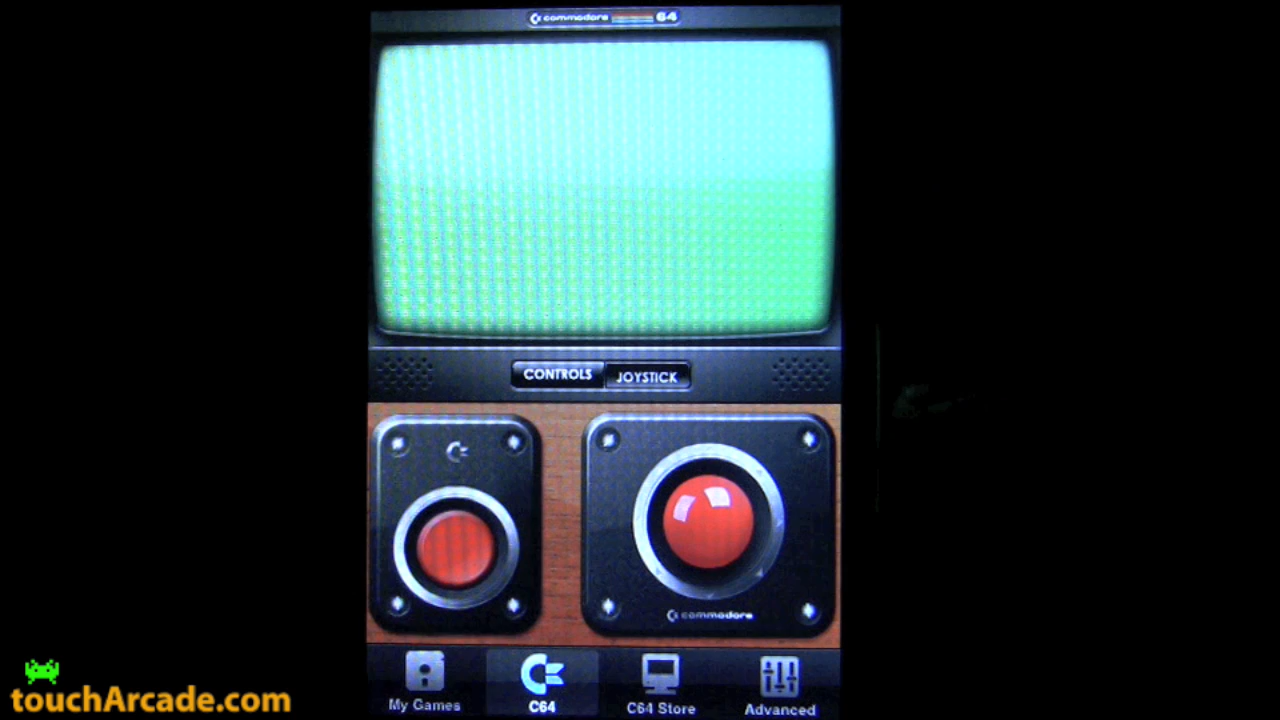 commodore 64
CONTROLS JOYSTICK
commodore
My Games C64 C64 Store Advanced
touchArcade.com